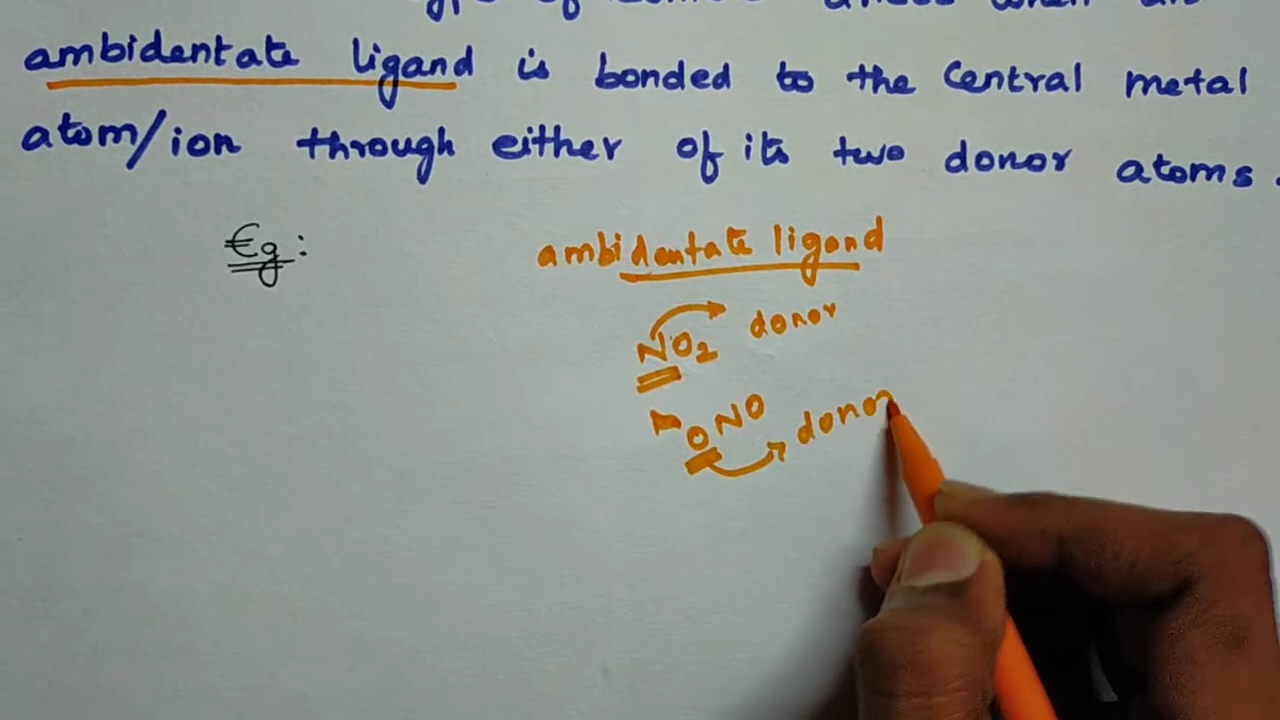 ambidentate ligand is bonded to the Central metal
atom/ion through either of its two donor atoms.
Eg:
ambidentate ligand
NO2 donor
ONO donor